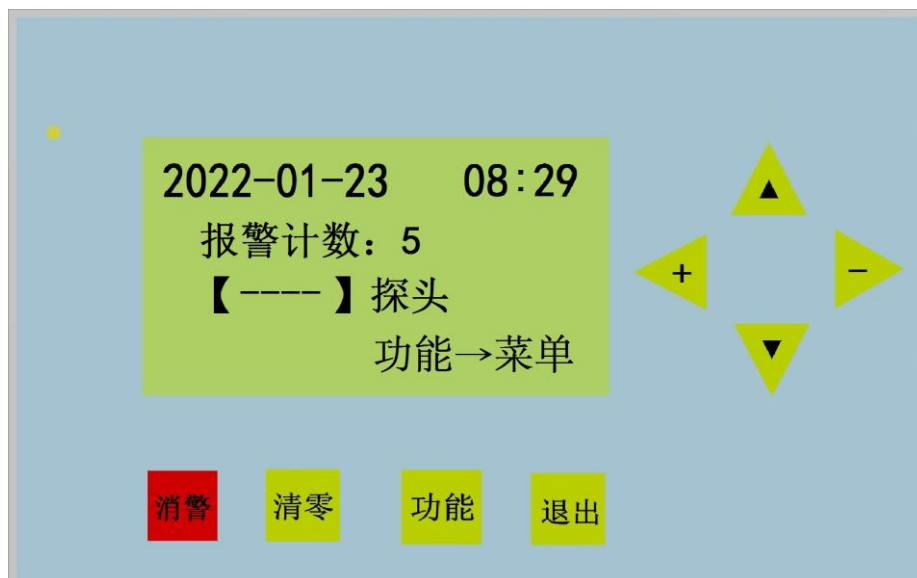 2022-01-23 08:29
报警计数：5
【----】探头
功能→菜单
▲
+ −
▼
消警 清零 功能 退出